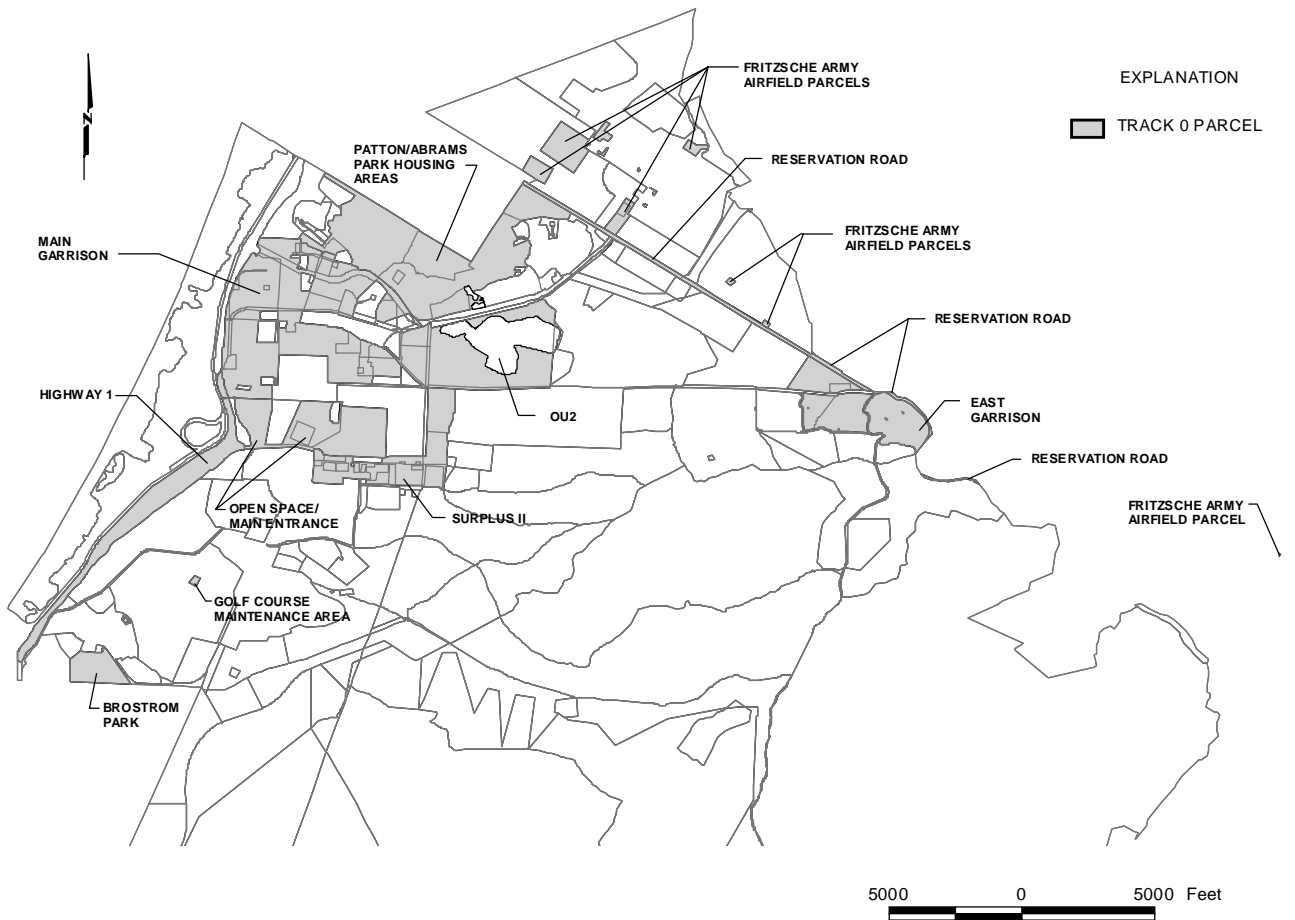 FRITZSCHE ARMY
AIRFIELD PARCELS
EXPLANATION
TRACK 0 PARCEL
N
PATTON/ABRAMS
PARK HOUSING
AREAS
RESERVATION ROAD
MAIN
GARRISON
FRITZSCHE ARMY
AIRFIELD PARCELS
RESERVATION ROAD
HIGHWAY 1
OU2
EAST
GARRISON
RESERVATION ROAD
OPEN SPACE/
MAIN ENTRANCE
SURPLUS II
FRITZSCHE ARMY
AIRFIELD PARCEL
GOLF COURSE
MAINTENANCE AREA
BROSTROM
PARK
5000 0 5000 Feet